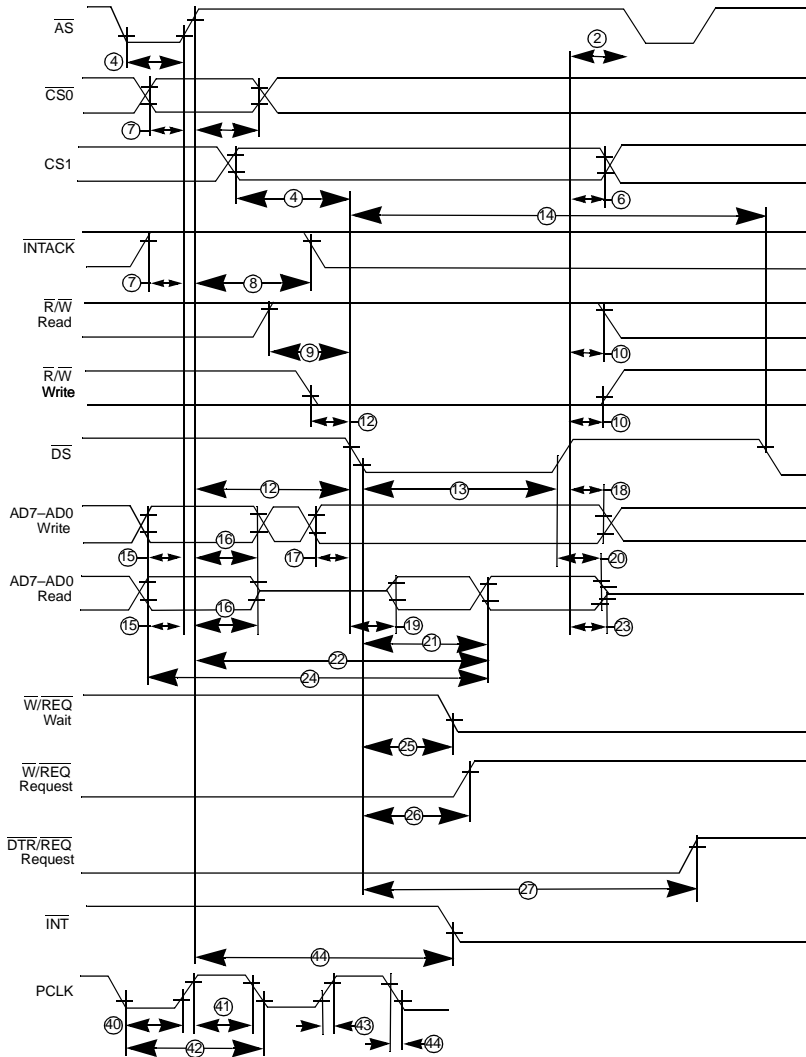 AS
②
④
CS0
⑦
CS1
④
⑥
⑭
INTACK
⑦
⑧
R/W
Read
⑨
⑩
R/W
Write
⑫
⑩
DS
⑫
⑬
⑱
AD7–AD0
Write
⑮
⑯
⑰
⑳
AD7–AD0
Read
⑯
⑮
⑲
㉑
㉓
㉒
㉔
W/REQ
Wait
㉕
W/REQ
Request
㉖
DTR/REQ
Request
㉗
INT
㊹
PCLK
㊵
㊶
㊸
㊷
㊹